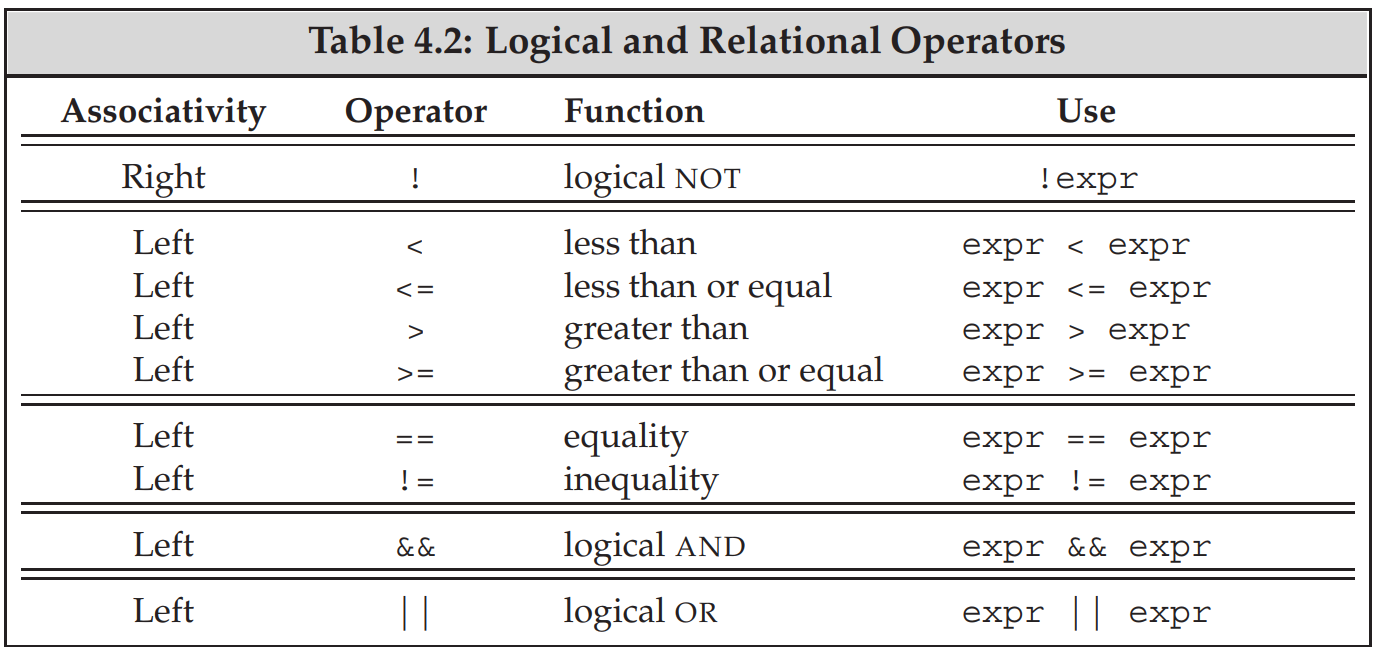 Table 4.2: Logical and Relational Operators
Associativity Operator Function Use
Right ! logical NOT !expr
Left < less than expr < expr
Left <= less than or equal expr <= expr
Left > greater than expr > expr
Left >= greater than or equal expr >= expr
Left == equality expr == expr
Left != inequality expr != expr
Left && logical AND expr && expr
Left || logical OR expr || expr